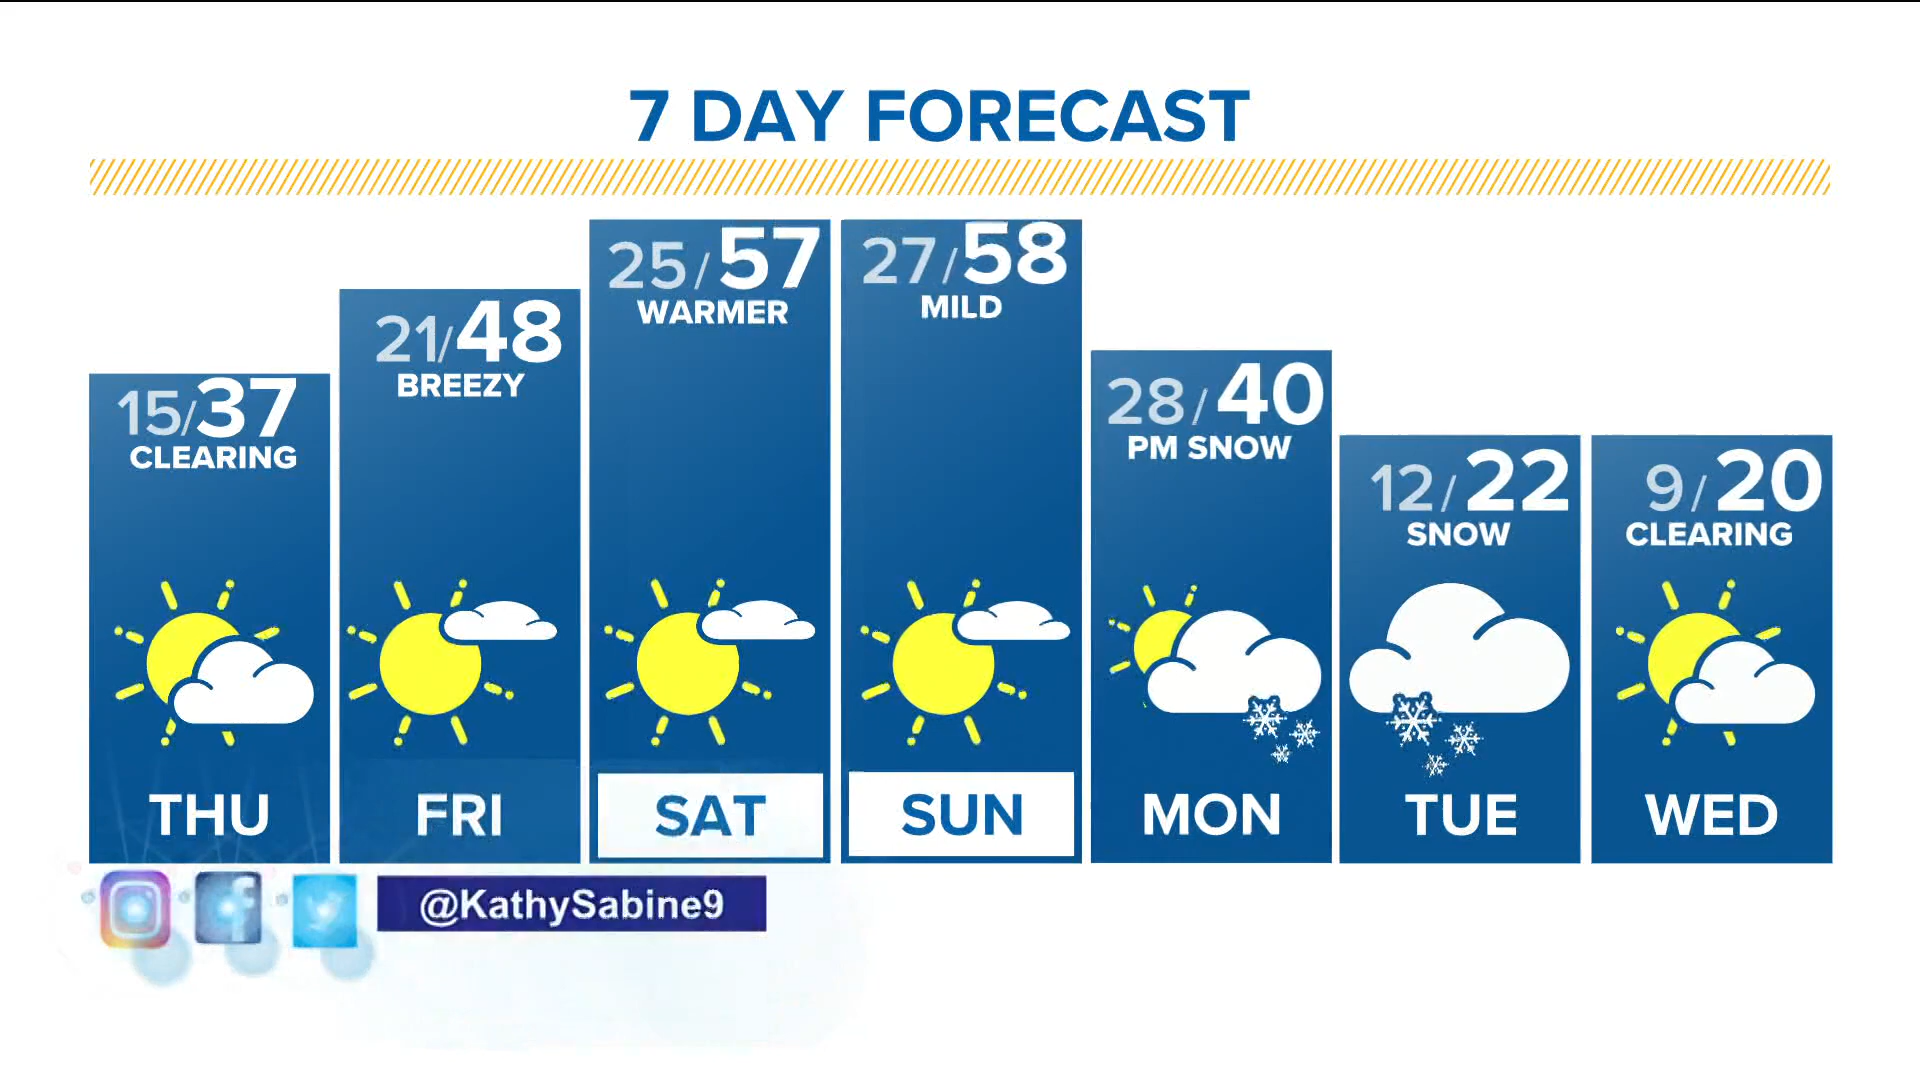 7 DAY FORECAST
15/37
CLEARING
THU
21/48
BREEZY
FRI
25/57
WARMER
SAT
27/58
MILD
SUN
28/40
PM SNOW
MON
12/22
SNOW
TUE
9/20
CLEARING
WED
@KathySabine9